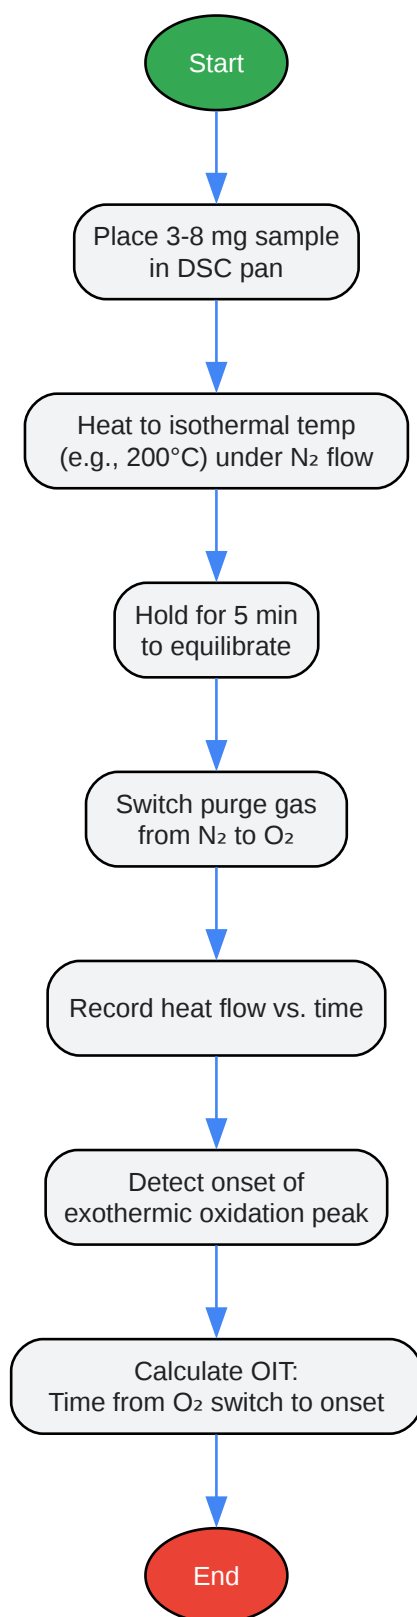 Start
Place 3-8 mg sample
in DSC pan
Heat to isothermal temp
(e.g., 200°C) under N₂ flow
Hold for 5 min
to equilibrate
Switch purge gas
from N₂ to O₂
Record heat flow vs. time
Detect onset of
exothermic oxidation peak
Calculate OIT:
Time from O₂ switch to onset
End